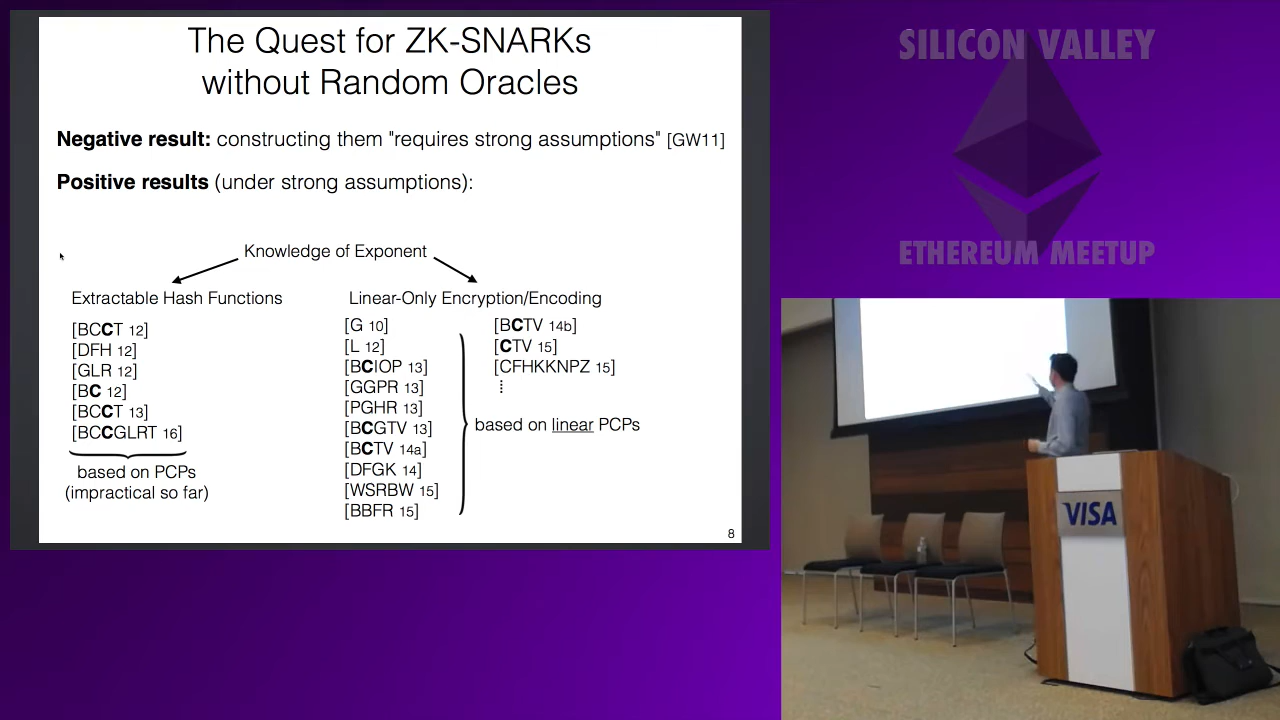 The Quest for ZK-SNARKs
without Random Oracles
Negative result: constructing them "requires strong assumptions" [GW11]
Positive results (under strong assumptions):
Knowledge of Exponent
Extractable Hash Functions
[BCCT 12]
[DFH 12]
[GLR 12]
[BC 12]
[BCCT 13]
[BCCGLRT 16]
based on PCPs
(impractical so far)
Linear-Only Encryption/Encoding
[G 10]
[L 12]
[BCIOP 13]
[GGPR 13]
[PGHR 13]
[BCGTV 13]
[BCTV 14a]
[DFGK 14]
[WSRBW 15]
[BBFR 15]
[BCTV 14b]
[CTV 15]
[CFHKKNPZ 15]
⋮
based on linear PCPs
8
SILICON VALLEY
ETHEREUM MEETUP
VISA